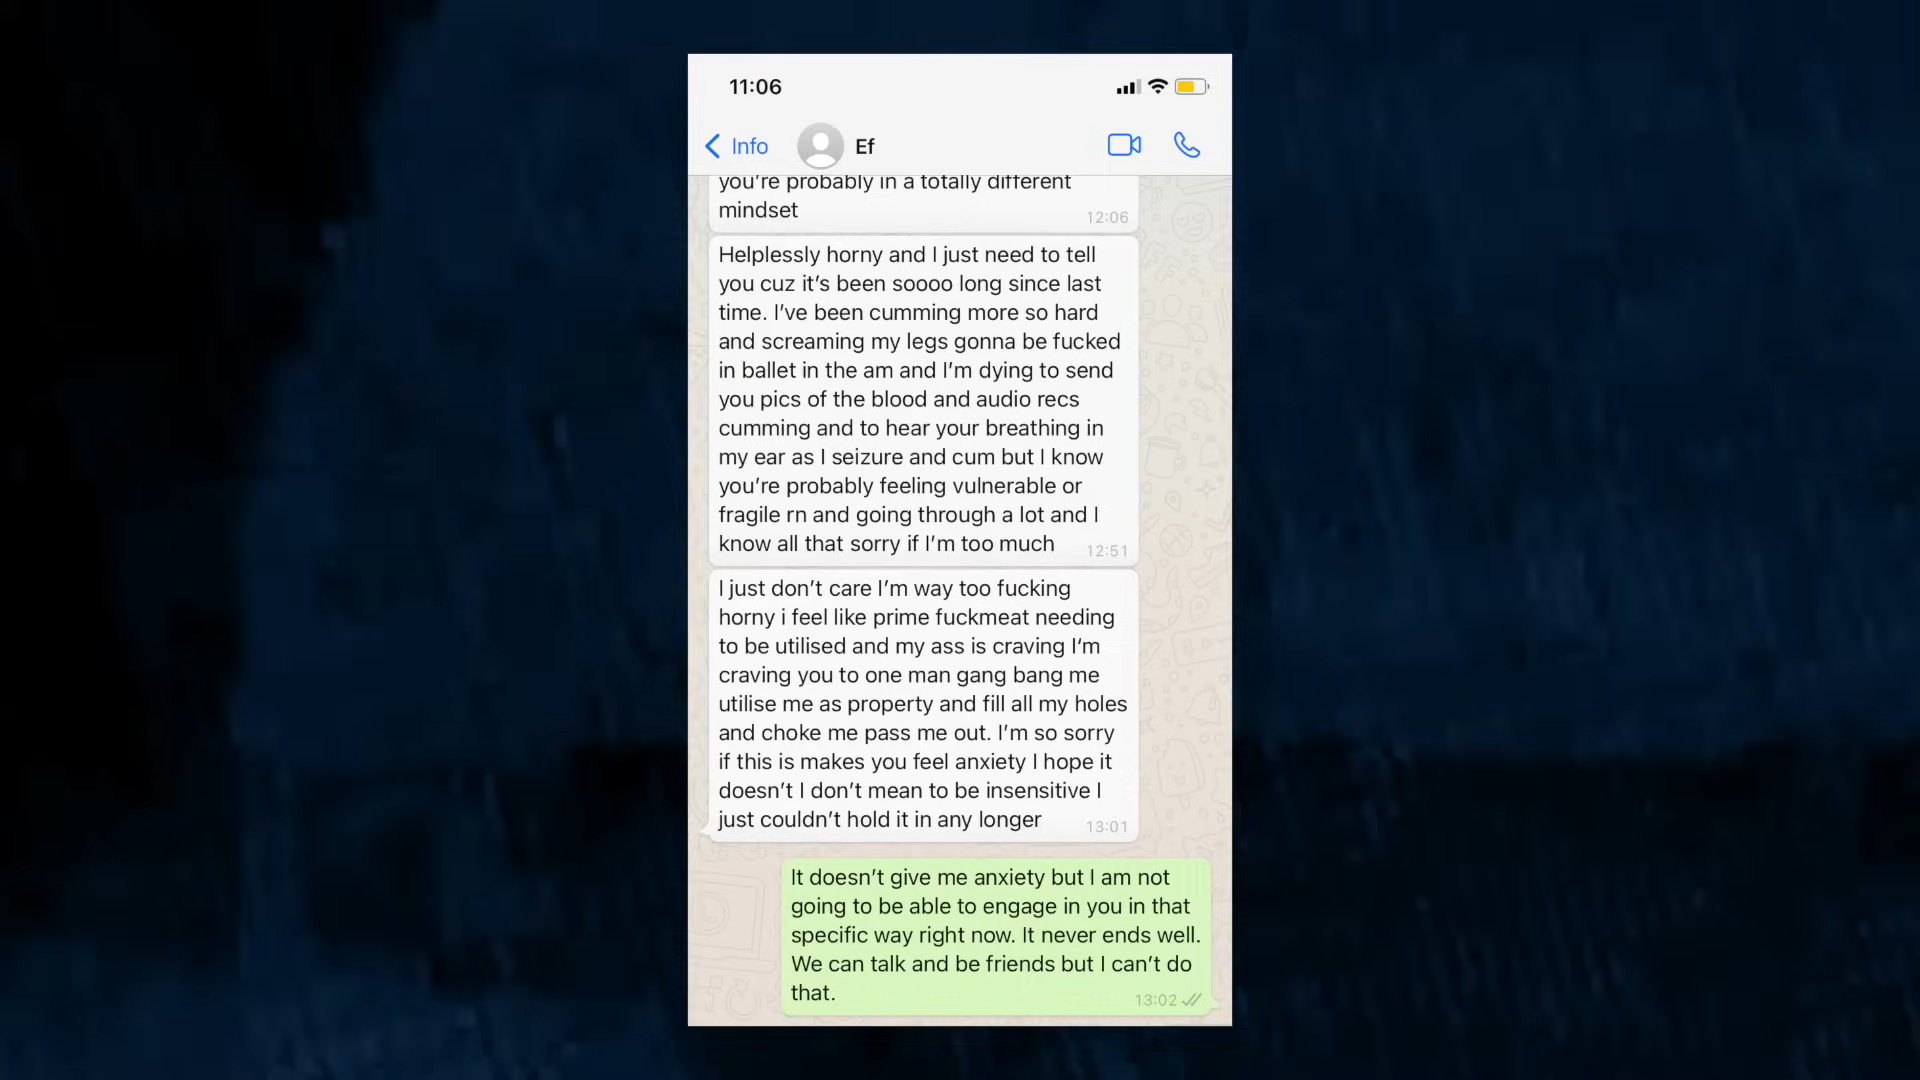 11:06
Info
Ef
you're probably in a totally different
mindset
12:06
Helplessly horny and I just need to tell
you cuz it's been soooo long since last
time. I've been cumming more so hard
and screaming my legs gonna be fucked
in ballet in the am and I'm dying to send
you pics of the blood and audio recs
cumming and to hear your breathing in
my ear as I seizure and cum but I know
you're probably feeling vulnerable or
fragile rn and going through a lot and I
know all that sorry if I'm too much
12:51
I just don't care I'm way too fucking
horny i feel like prime fuckmeat needing
to be utilised and my ass is craving I'm
craving you to one man gang bang me
utilise me as property and fill all my holes
and choke me pass me out. I'm so sorry
if this is makes you feel anxiety I hope it
doesn't I don't mean to be insensitive I
just couldn't hold it in any longer
13:01
It doesn't give me anxiety but I am not
going to be able to engage in you in that
specific way right now. It never ends well.
We can talk and be friends but I can't do
that.
13:02